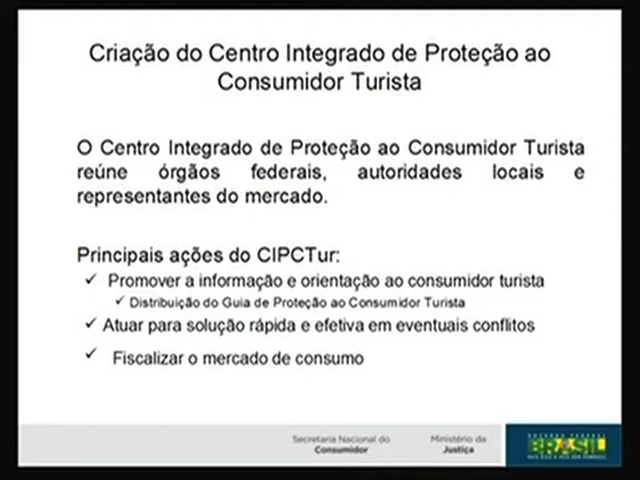 Criação do Centro Integrado de Proteção ao
Consumidor Turista
O Centro Integrado de Proteção ao Consumidor Turista
reúne órgãos federais, autoridades locais e
representantes do mercado.
Principais ações do CIPCTur:
✓ Promover a informação e orientação ao consumidor turista
✓ Distribuição do Guia de Proteção ao Consumidor Turista
✓ Atuar para solução rápida e efetiva em eventuais conflitos
✓ Fiscalizar o mercado de consumo
Secretaria Nacional do
Consumidor
Ministério da
Justiça
GOVERNO FEDERAL
BRASIL